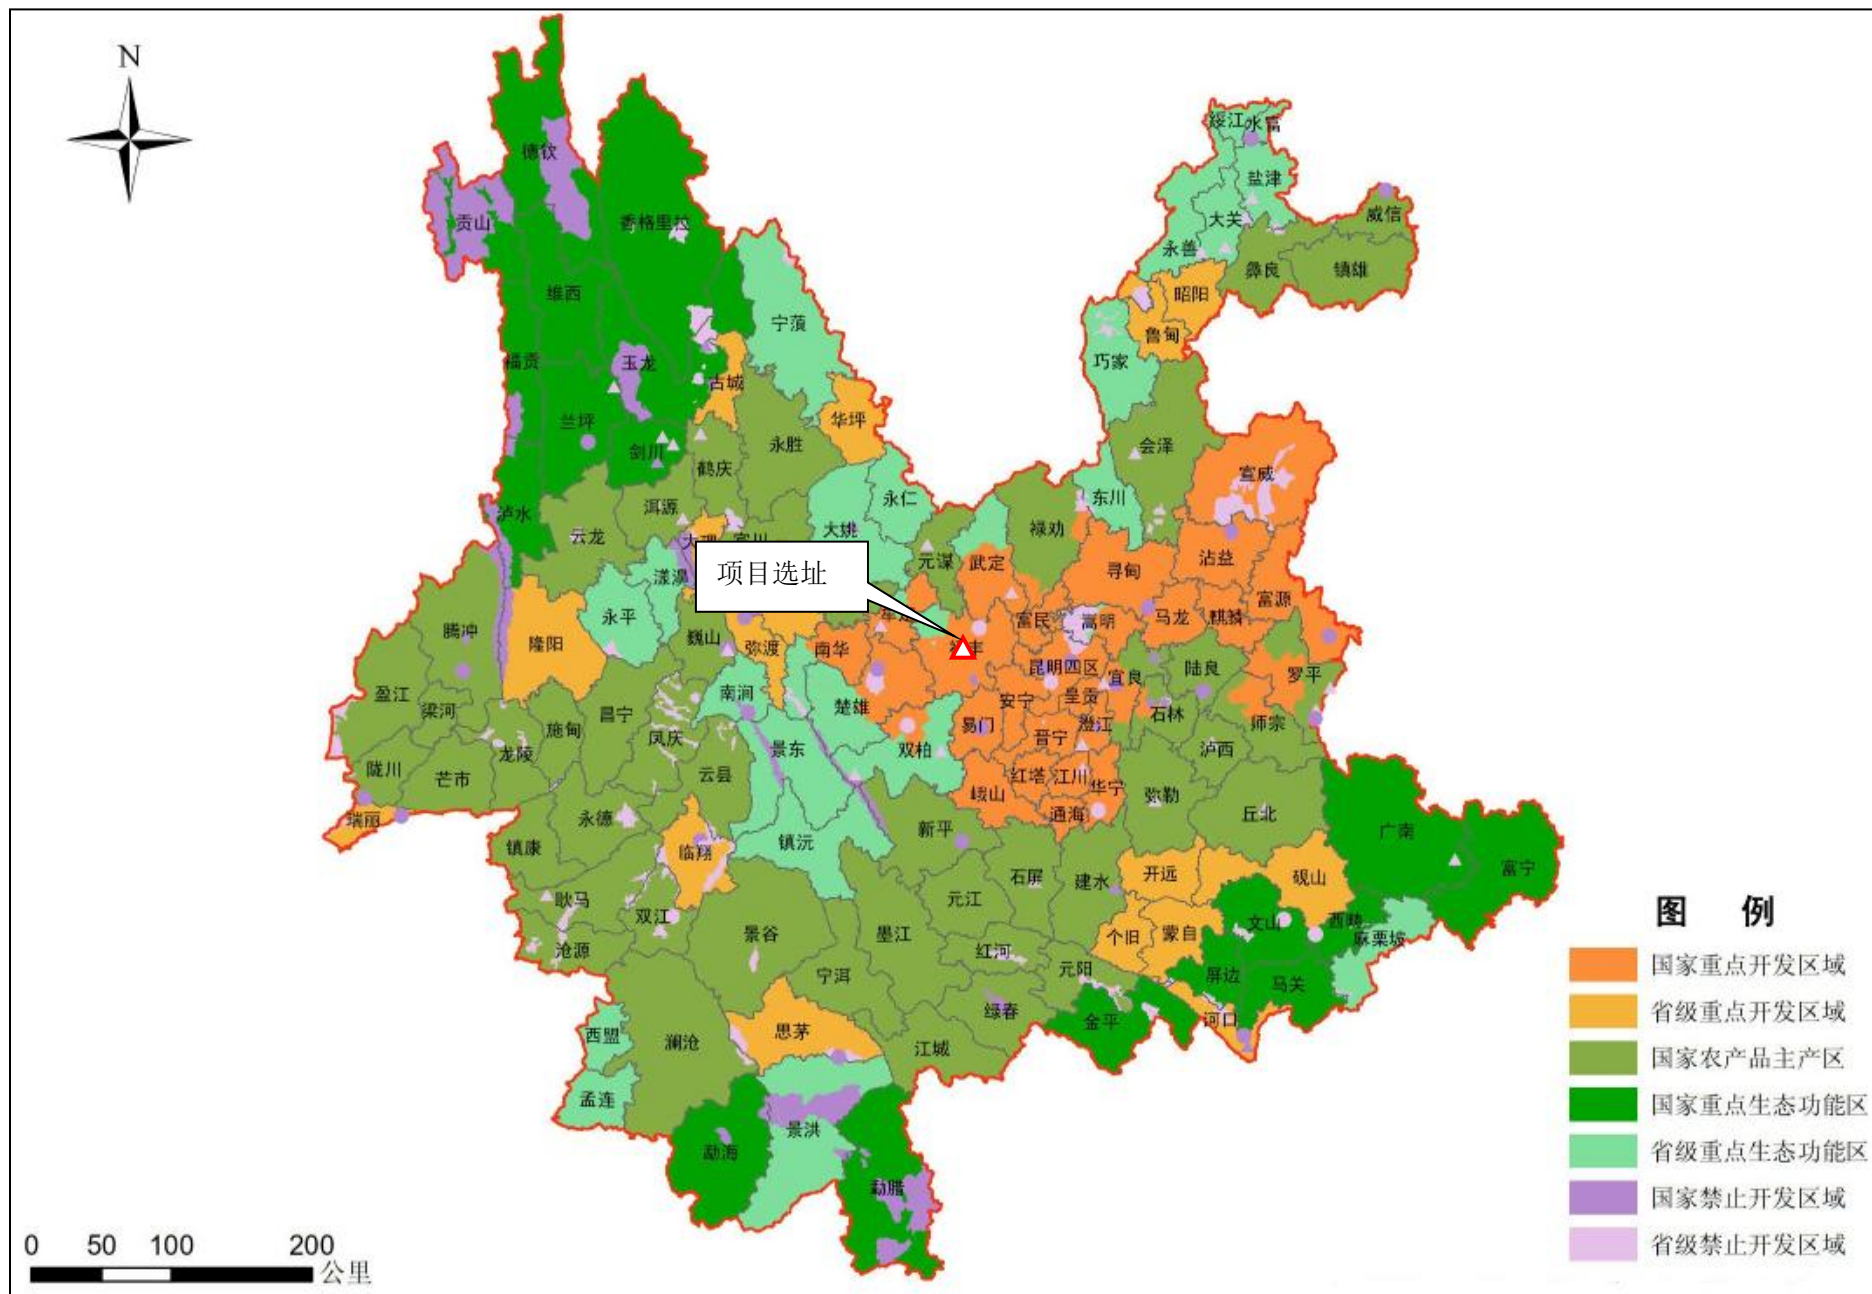 N
德钦
贡山
香格里拉
维西
福贡
玉龙
兰坪
剑川
泸水
宁蒗
古城
华坪
永胜
鹤庆
洱源
云龙
漾濞
永平
巍山
弥渡
南涧
绥江
水富
盐津
大关
永善
威信
彝良
镇雄
昭阳
鲁甸
巧家
会泽
宣威
东川
禄劝
永仁
大姚
元谋
武定
寻甸
沾益
富源
马龙
麒麟
富民
嵩明
项目选址
南华
昆明四区
宜良
陆良
罗平
安宁
呈贡
石林
师宗
楚雄
双柏
易门
晋宁
澄江
泸西
峨山
红塔
江川
华宁
通海
弥勒
丘北
腾冲
隆阳
盈江
梁河
施甸
昌宁
凤庆
龙陵
陇川
芒市
云县
景东
瑞丽
永德
镇康
临翔
镇沅
新平
耿马
双江
沧源
景谷
墨江
元江
石屏
建水
开远
砚山
广南
富宁
个旧
蒙自
文山
西畴
麻栗坡
红河
元阳
屏边
马关
宁洱
绿春
金平
河口
西盟
澜沧
思茅
江城
孟连
勐海
景洪
勐腊
图 例
国家重点开发区域
省级重点开发区域
国家农产品主产区
国家重点生态功能区
省级重点生态功能区
国家禁止开发区域
省级禁止开发区域
0 50 100 200
公里